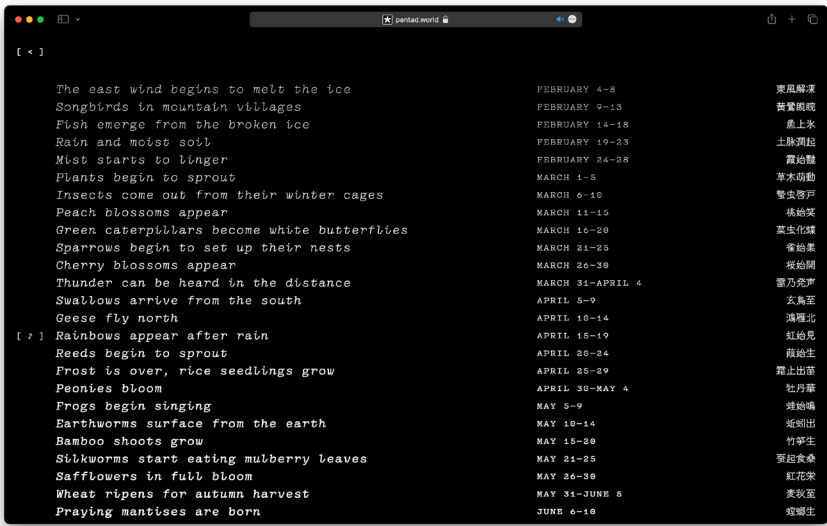 pentad.world
[ < ]
The east wind begins to melt the ice FEBRUARY 4-8 東風解凍
Songbirds in mountain villages FEBRUARY 9-13 黄鶯睍睆
Fish emerge from the broken ice FEBRUARY 14-18 魚上氷
Rain and moist soil FEBRUARY 19-23 土脉潤起
Mist starts to linger FEBRUARY 24-28 霞始靆
Plants begin to sprout MARCH 1-5 草木萌動
Insects come out from their winter cages MARCH 6-10 蟄虫啓戸
Peach blossoms appear MARCH 11-15 桃始笑
Green caterpillars become white butterflies MARCH 16-20 菜虫化蝶
Sparrows begin to set up their nests MARCH 21-25 雀始巣
Cherry blossoms appear MARCH 26-30 桜始開
Thunder can be heard in the distance MARCH 31-APRIL 4 雷乃発声
Swallows arrive from the south APRIL 5-9 玄鳥至
Geese fly north APRIL 10-14 鴻雁北
[ ♪ ] Rainbows appear after rain APRIL 15-19 虹始見
Reeds begin to sprout APRIL 20-24 葭始生
Frost is over, rice seedlings grow APRIL 25-29 霜止出苗
Peonies bloom APRIL 30-MAY 4 牡丹華
Frogs begin singing MAY 5-9 蛙始鳴
Earthworms surface from the earth MAY 10-14 蚯蚓出
Bamboo shoots grow MAY 15-20 竹笋生
Silkworms start eating mulberry leaves MAY 21-25 蚕起食桑
Safflowers in full bloom MAY 26-30 紅花栄
Wheat ripens for autumn harvest MAY 31-JUNE 5 麦秋至
Praying mantises are born JUNE 6-10 螳螂生